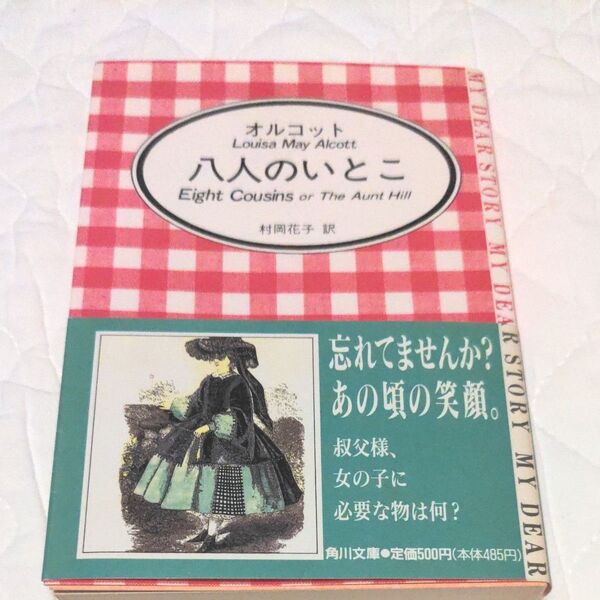 オルコット
Louisa May Alcott
八人のいとこ
Eight Cousins or The Aunt Hill
村岡花子 訳
MY DEAR STORY MY DEAR STORY MY DEAR
忘れてませんか?
あの頃の笑顔。
叔父様、
女の子に
必要な物は何?
角川文庫●定価500円(本体485円)